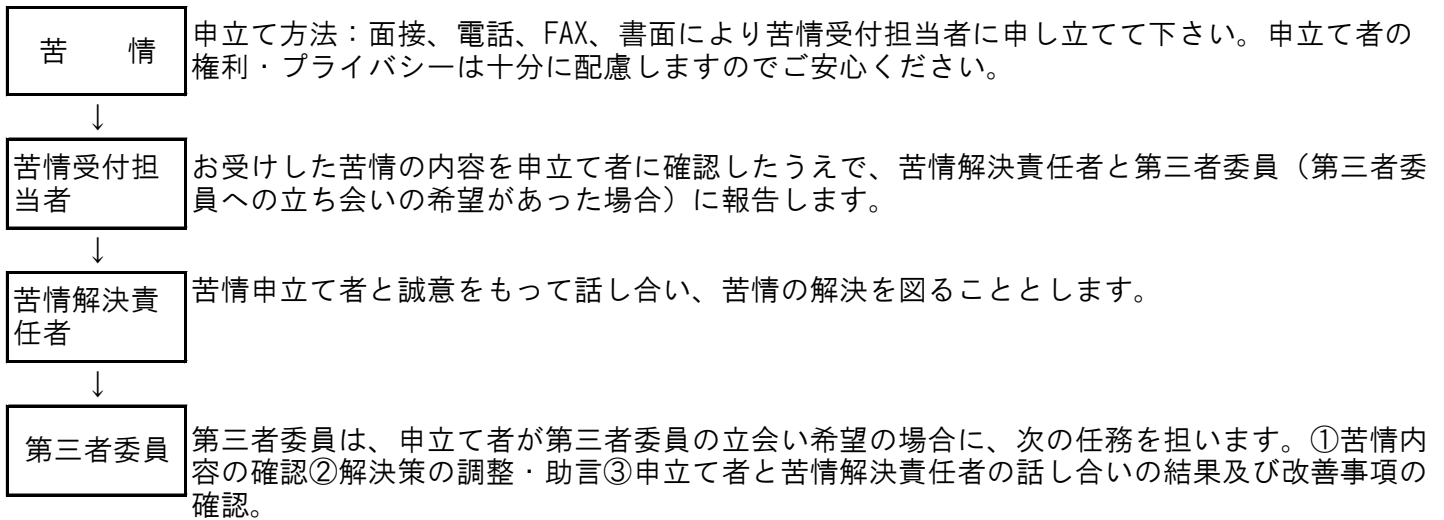 苦　　情
申立て方法：面接、電話、FAX、書面により苦情受付担当者に申し立てて下さい。申立て者の
権利・プライバシーは十分に配慮しますのでご安心ください。
↓
苦情受付担
当者
お受けした苦情の内容を申立て者に確認したうえで、苦情解決責任者と第三者委員（第三者委
員への立ち会いの希望があった場合）に報告します。
↓
苦情解決責
任者
苦情申立て者と誠意をもって話し合い、苦情の解決を図ることとします。
↓
第三者委員
第三者委員は、申立て者が第三者委員の立会い希望の場合に、次の任務を担います。①苦情内
容の確認②解決策の調整・助言③申立て者と苦情解決責任者の話し合いの結果及び改善事項の
確認。